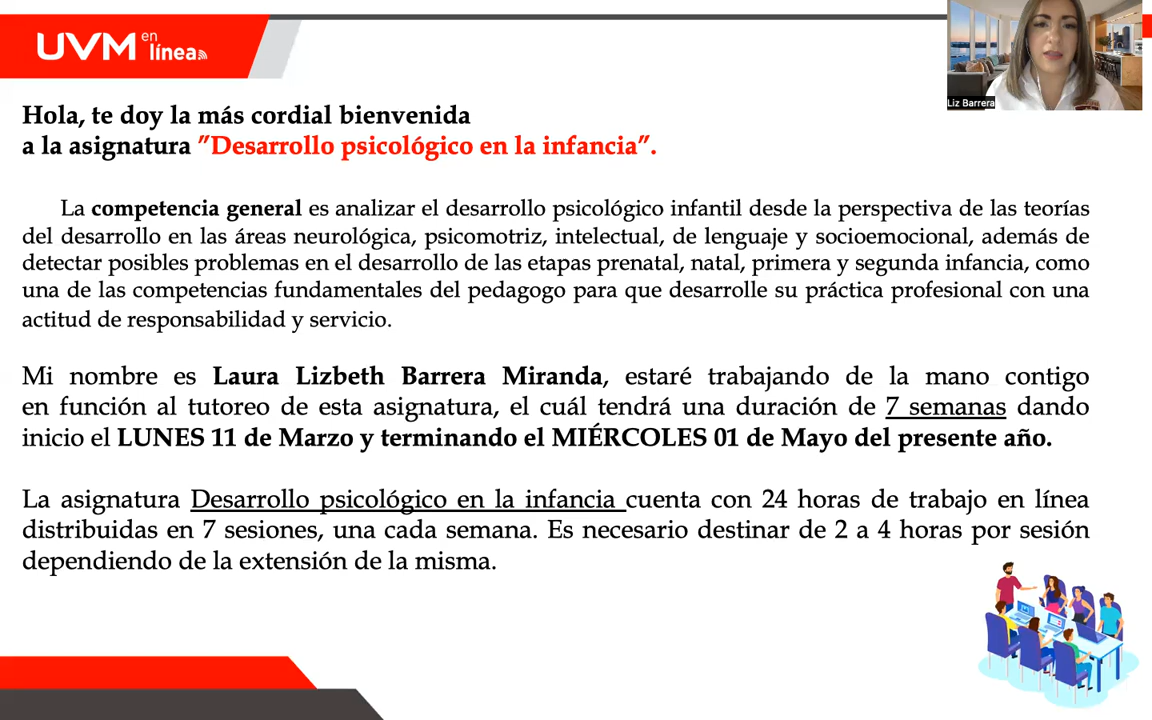 UVM en línea
Liz Barrera
Hola, te doy la más cordial bienvenida
a la asignatura ”Desarrollo psicológico en la infancia”.
La competencia general es analizar el desarrollo psicológico infantil desde la perspectiva de las teorías
del desarrollo en las áreas neurológica, psicomotriz, intelectual, de lenguaje y socioemocional, además de
detectar posibles problemas en el desarrollo de las etapas prenatal, natal, primera y segunda infancia, como
una de las competencias fundamentales del pedagogo para que desarrolle su práctica profesional con una
actitud de responsabilidad y servicio.
Mi nombre es Laura Lizbeth Barrera Miranda, estaré trabajando de la mano contigo
en función al tutoreo de esta asignatura, el cuál tendrá una duración de 7 semanas dando
inicio el LUNES 11 de Marzo y terminando el MIÉRCOLES 01 de Mayo del presente año.
La asignatura Desarrollo psicológico en la infancia cuenta con 24 horas de trabajo en línea
distribuidas en 7 sesiones, una cada semana. Es necesario destinar de 2 a 4 horas por sesión
dependiendo de la extensión de la misma.